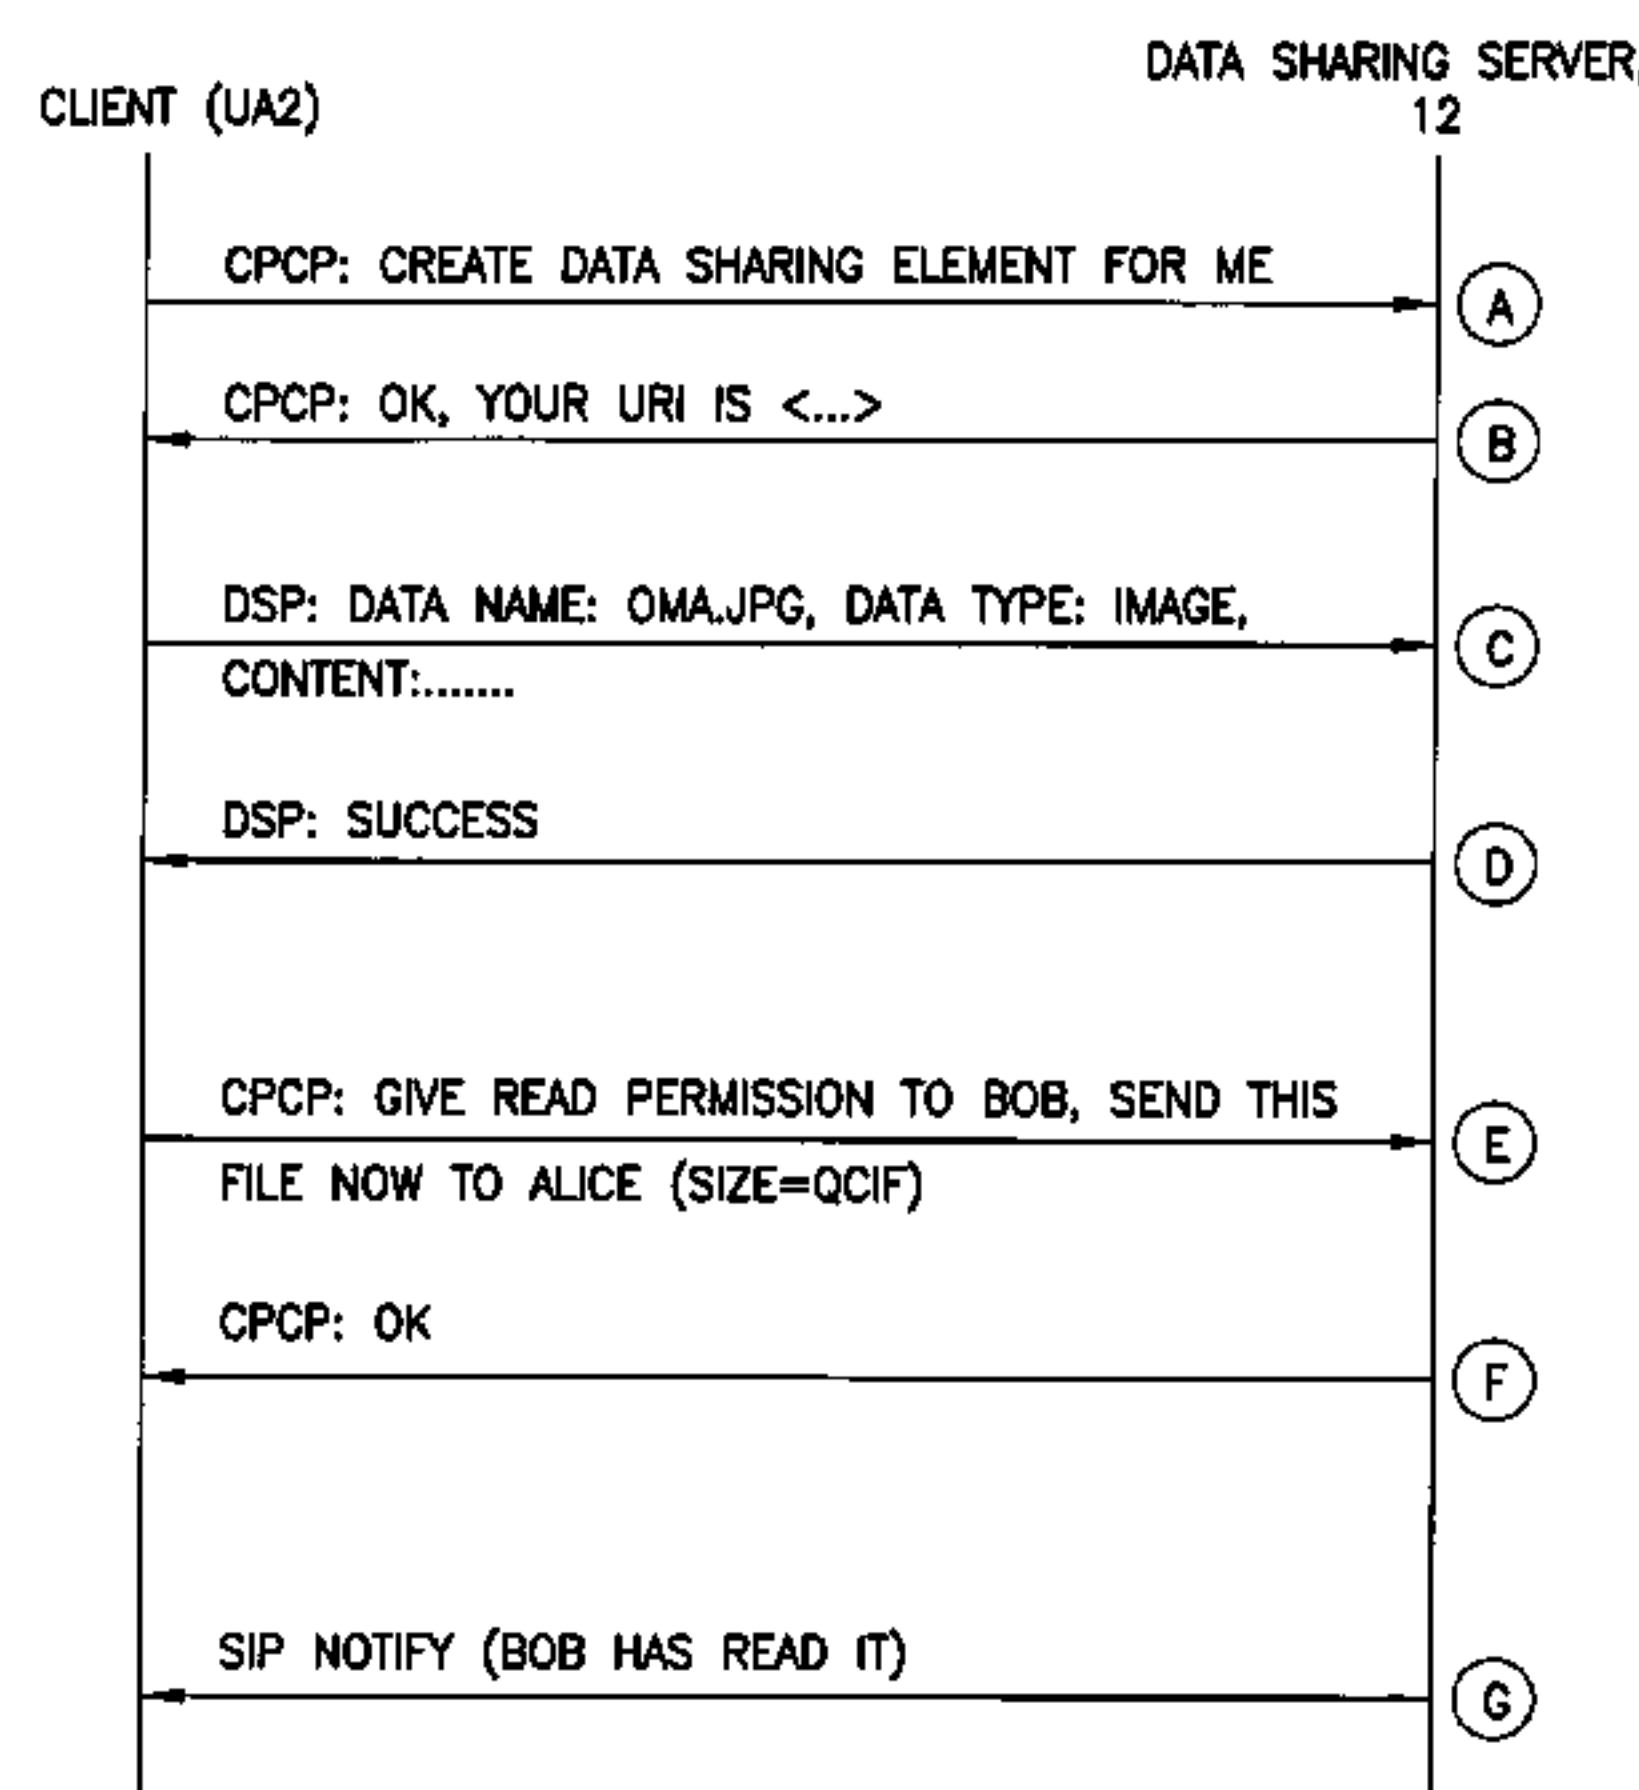 DATA SHARING SERVER,
12
CLIENT (UA2)
CPCP: CREATE DATA SHARING ELEMENT FOR ME
A
CPCP: OK, YOUR URI IS <...>
B
DSP: DATA NAME: OMA.JPG, DATA TYPE: IMAGE,
C
CONTENT:.......
DSP: SUCCESS
D
CPCP: GIVE READ PERMISSION TO BOB, SEND THIS
E
FILE NOW TO ALICE (SIZE=QCIF)
CPCP: OK
F
SIP NOTIFY (BOB HAS READ IT)
G